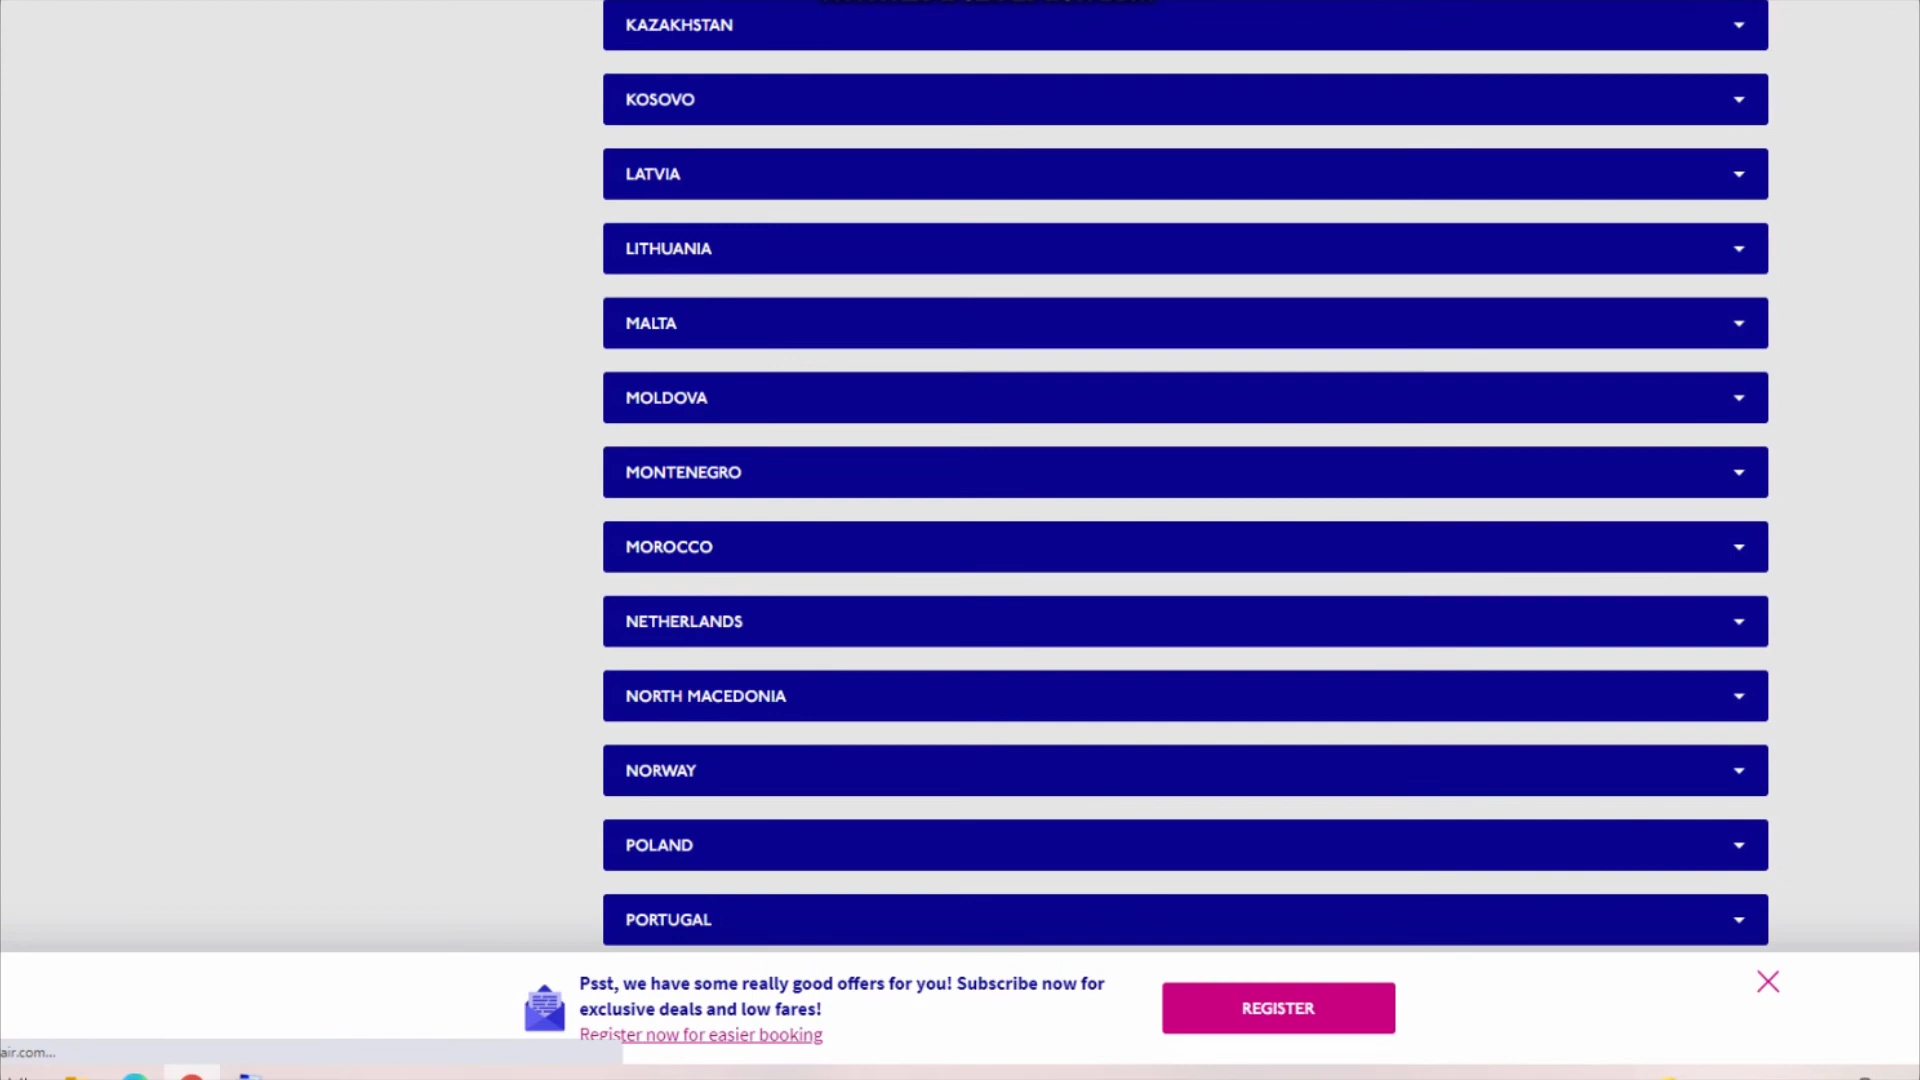 KAZAKHSTAN
KOSOVO
LATVIA
LITHUANIA
MALTA
MOLDOVA
MONTENEGRO
MOROCCO
NETHERLANDS
NORTH MACEDONIA
NORWAY
POLAND
PORTUGAL
Psst, we have some really good offers for you! Subscribe now for
exclusive deals and low fares!
Register now for easier booking
REGISTER
air.com...